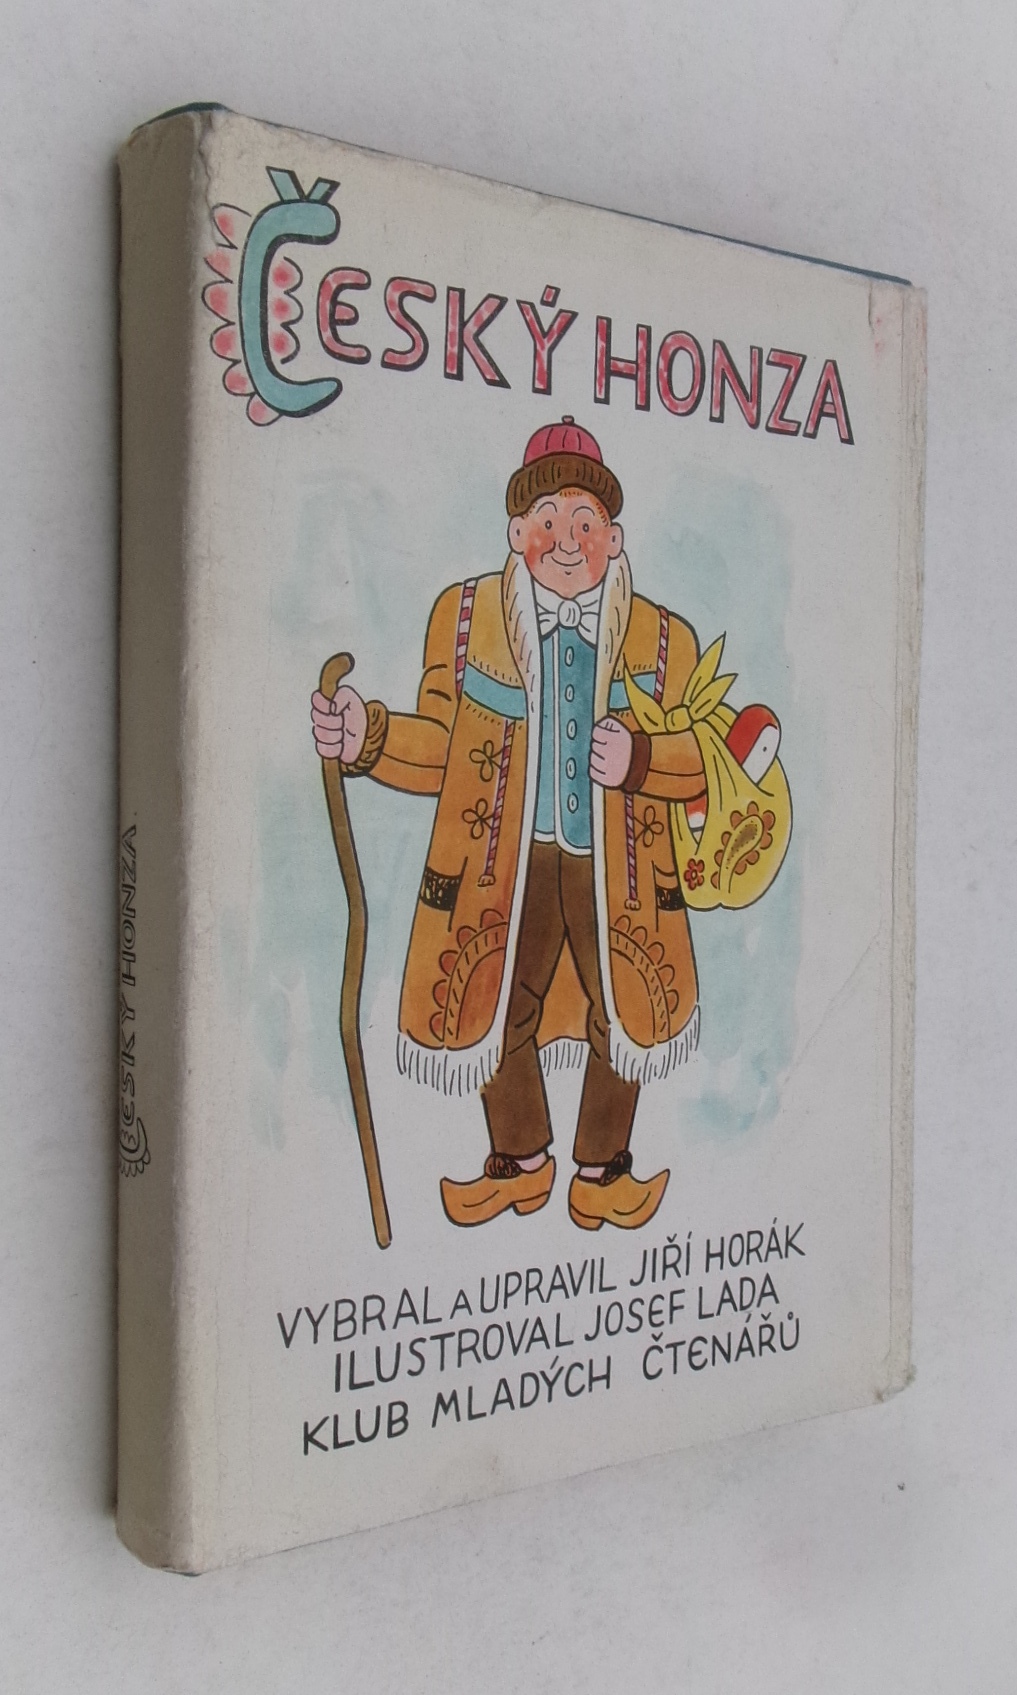 ČESKÝ HONZA
VYBRAL A UPRAVIL JIŘÍ HORÁK
ILUSTROVAL JOSEF LADA
KLUB MLADÝCH ČTENÁŘŮ
ČESKÝ HONZA